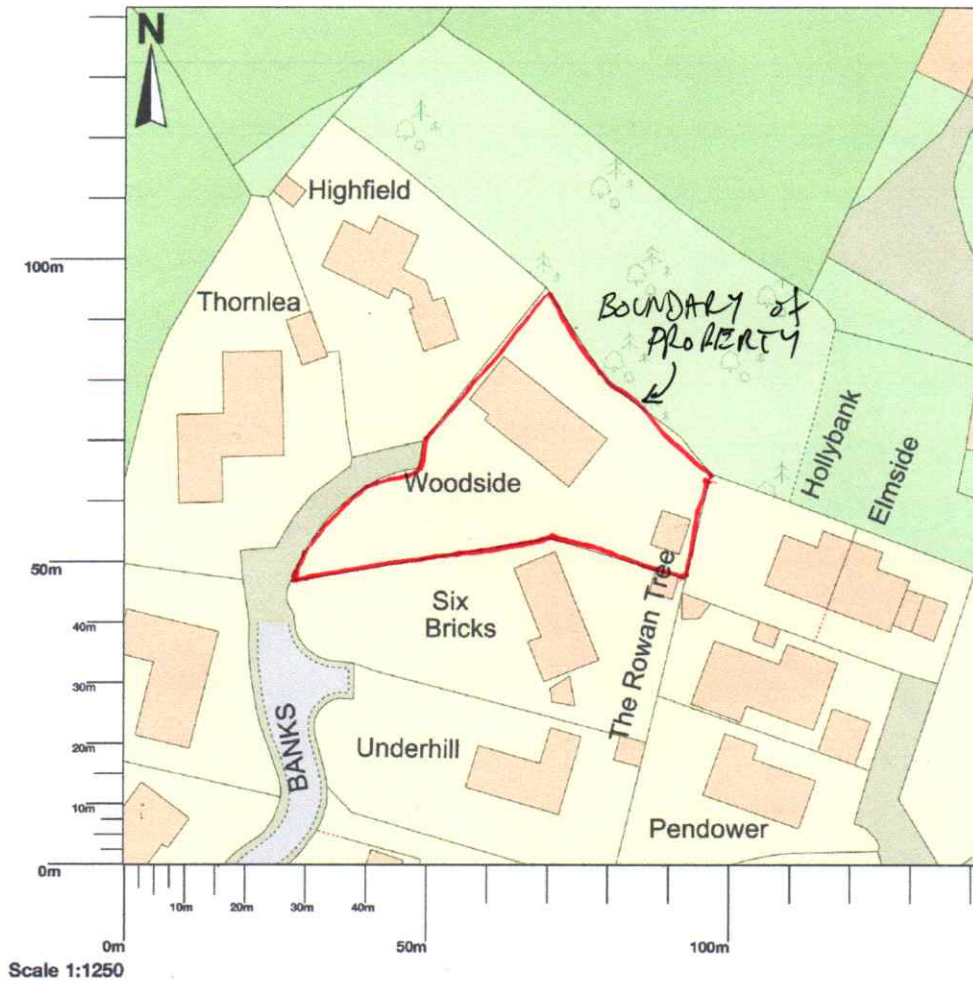 N
Highfield
100m
Thornlea
BOUNDARY of
PROPERTY
Hollybank
Elmside
Woodside
50m
Six
Bricks
The Rowan Tree
40m
30m
BANKS
20m
Underhill
10m
Pendower
0m
10m
20m
30m
40m
0m
50m
100m
Scale 1:1250